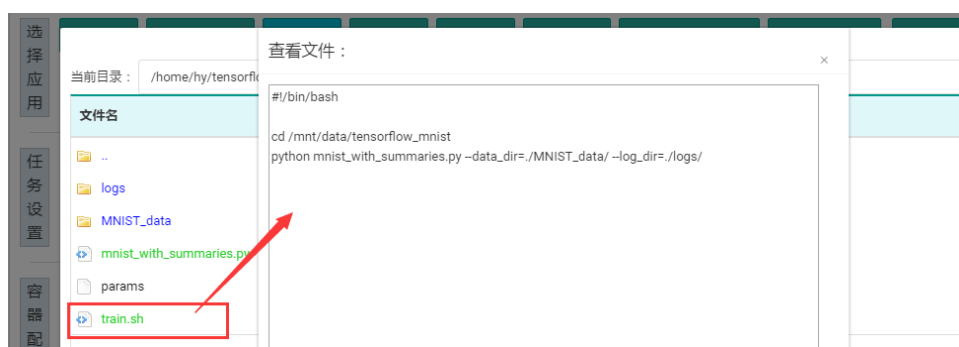 选择应用
任务设置
容器配
当前目录： /home/hy/tensorflo
文件名
..
logs
MNIST_data
mnist_with_summaries.py
params
train.sh
查看文件：
×
#!/bin/bash
cd /mnt/data/tensorflow_mnist
python mnist_with_summaries.py --data_dir=./MNIST_data/ --log_dir=./logs/